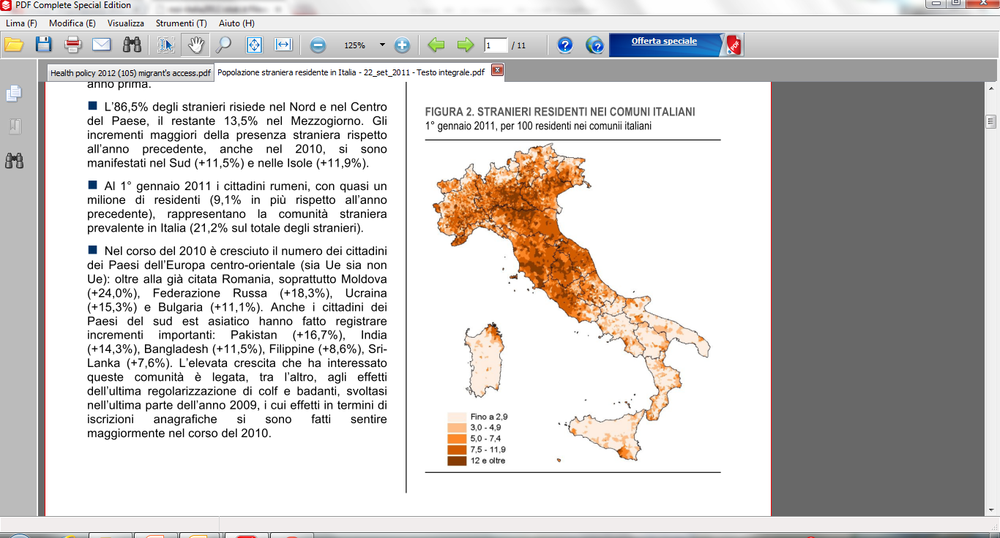 PDF Complete Special Edition
Lima (F)
Modifica (E)
Visualizza
Strumenti (T)
Aiuto (H)
125%
1
/ 11
Offerta speciale
Health policy 2012 (105) migrant's access.pdf
Popolazione straniera residente in Italia - 22_set_2011 - Testo integrale.pdf
anno prima.
L'86,5% degli stranieri risiede nel Nord e nel Centro
del Paese, il restante 13,5% nel Mezzogiorno. Gli
incrementi maggiori della presenza straniera rispetto
all'anno precedente, anche nel 2010, si sono
manifestati nel Sud (+11,5%) e nelle Isole (+11,9%).
Al 1° gennaio 2011 i cittadini rumeni, con quasi un
milione di residenti (9,1% in più rispetto all'anno
precedente), rappresentano la comunità straniera
prevalente in Italia (21,2% sul totale degli stranieri).
Nel corso del 2010 è cresciuto il numero dei cittadini
dei Paesi dell'Europa centro-orientale (sia Ue sia non
Ue): oltre alla già citata Romania, soprattutto Moldova
(+24,0%), Federazione Russa (+18,3%), Ucraina
(+15,3%) e Bulgaria (+11,1%). Anche i cittadini dei
Paesi del sud est asiatico hanno fatto registrare
incrementi importanti: Pakistan (+16,7%), India
(+14,3%), Bangladesh (+11,5%), Filippine (+8,6%), Sri-
Lanka (+7,6%). L'elevata crescita che ha interessato
queste comunità è legata, tra l'altro, agli effetti
dell'ultima regolarizzazione di colf e badanti, svoltasi
nell'ultima parte dell'anno 2009, i cui effetti in termini di
iscrizioni anagrafiche si sono fatti sentire
maggiormente nel corso del 2010.
FIGURA 2. STRANIERI RESIDENTI NEI COMUNI ITALIANI
1° gennaio 2011, per 100 residenti nei comunii italiani
Fino a 2,9
3,0 - 4,9
5,0 - 7,4
7,5 - 11,9
12 e oltre